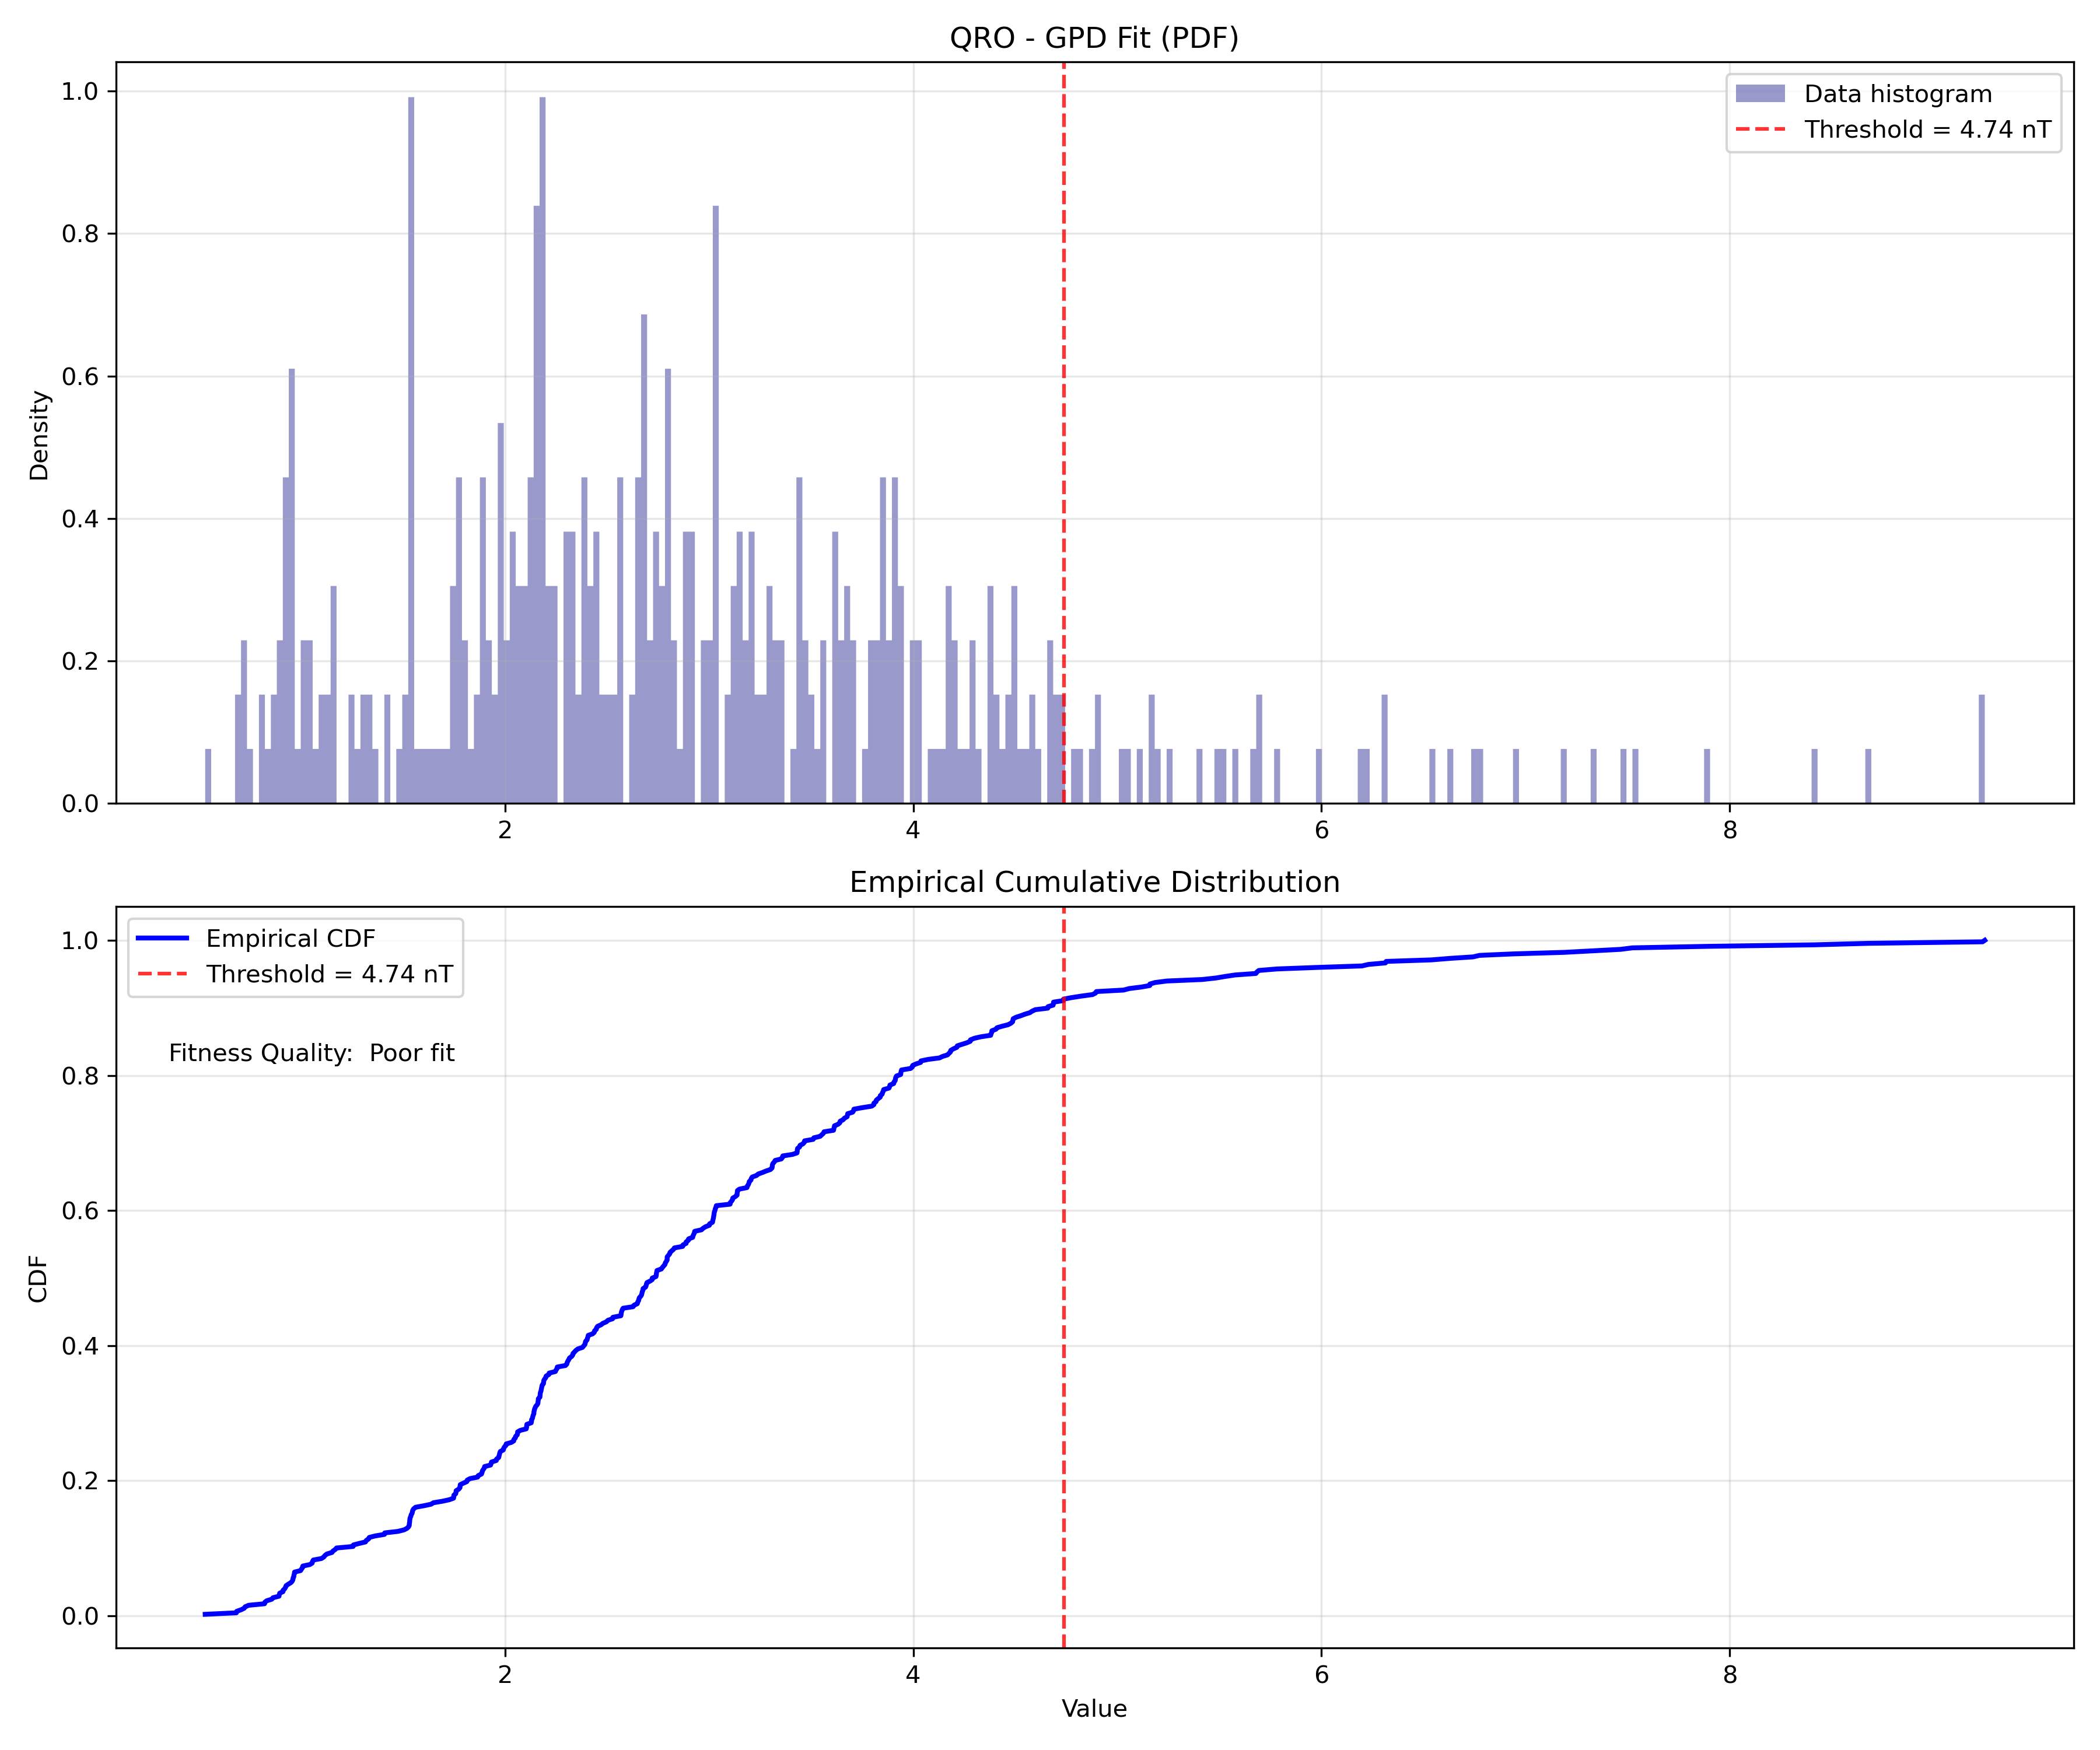 QRO - GPD Fit (PDF)
Data histogram
Threshold = 4.74 nT
Density
1.0
0.8
0.6
0.4
0.2
0.0
2 4 6 8
Empirical Cumulative Distribution
Empirical CDF
Threshold = 4.74 nT
Fitness Quality: Poor fit
CDF
1.0
0.8
0.6
0.4
0.2
0.0
2 4 6 8
Value